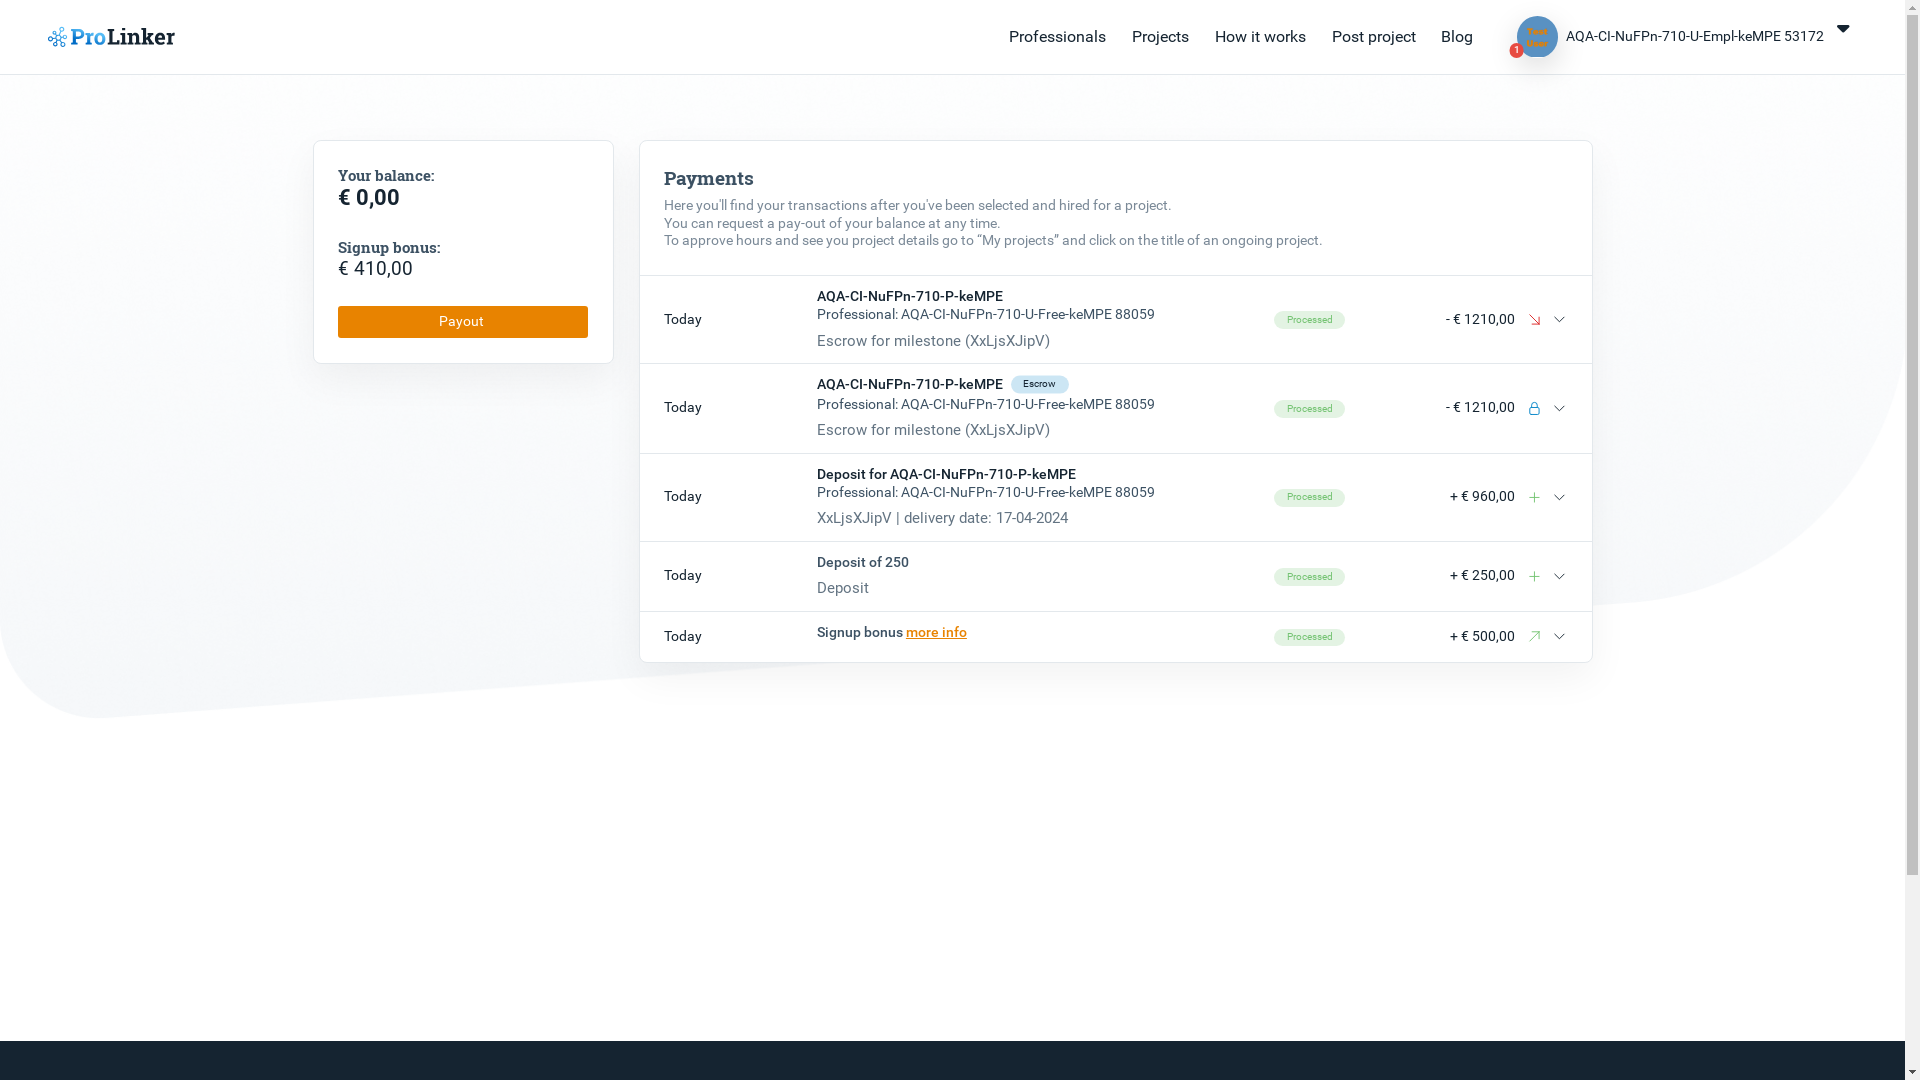 ProLinker
Professionals Projects How it works Post project Blog
1
Test
User
AQA-CI-NuFPn-710-U-Empl-keMPE 53172
Your balance:
€ 0,00
Signup bonus:
€ 410,00
Payout
Payments
Here you'll find your transactions after you've been selected and hired for a project.
You can request a pay-out of your balance at any time.
To approve hours and see you project details go to “My projects” and click on the title of an ongoing project.
Today
AQA-CI-NuFPn-710-P-keMPE
Professional: AQA-CI-NuFPn-710-U-Free-keMPE 88059
Escrow for milestone (XxLjsXJipV)
Processed
- € 1210,00
Today
AQA-CI-NuFPn-710-P-keMPE Escrow
Professional: AQA-CI-NuFPn-710-U-Free-keMPE 88059
Escrow for milestone (XxLjsXJipV)
Processed
- € 1210,00
Today
Deposit for AQA-CI-NuFPn-710-P-keMPE
Professional: AQA-CI-NuFPn-710-U-Free-keMPE 88059
XxLjsXJipV | delivery date: 17-04-2024
Processed
+ € 960,00
Today
Deposit of 250
Deposit
Processed
+ € 250,00
Today
Signup bonus more info
Processed
+ € 500,00